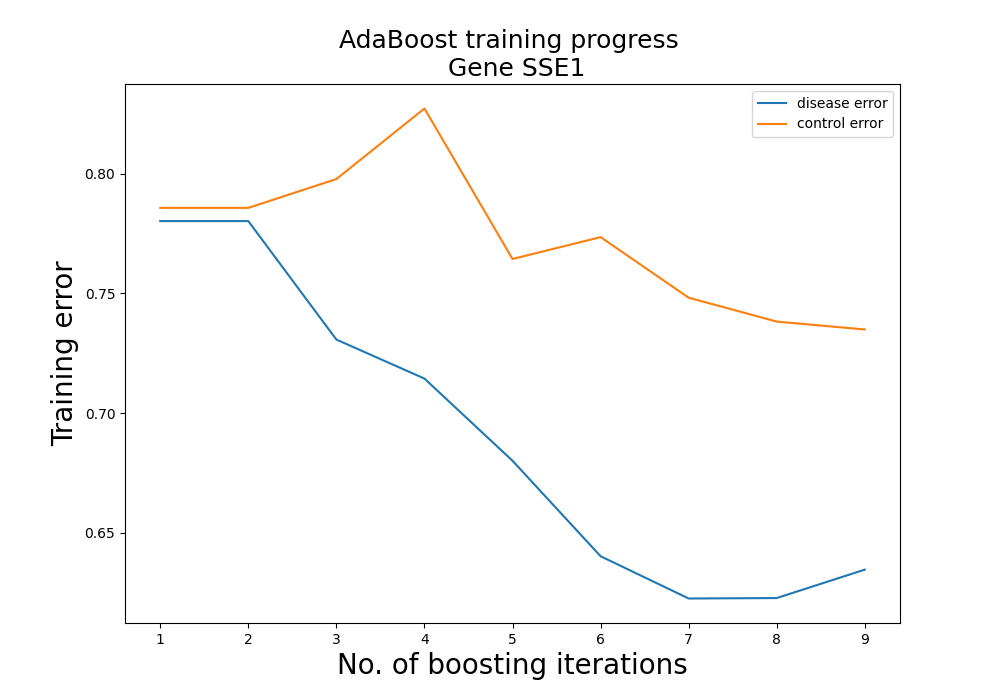 AdaBoost training progress
Gene SSE1
disease error
control error
Training error
0.80
0.75
0.70
0.65
1 2 3 4 5 6 7 8 9
No. of boosting iterations